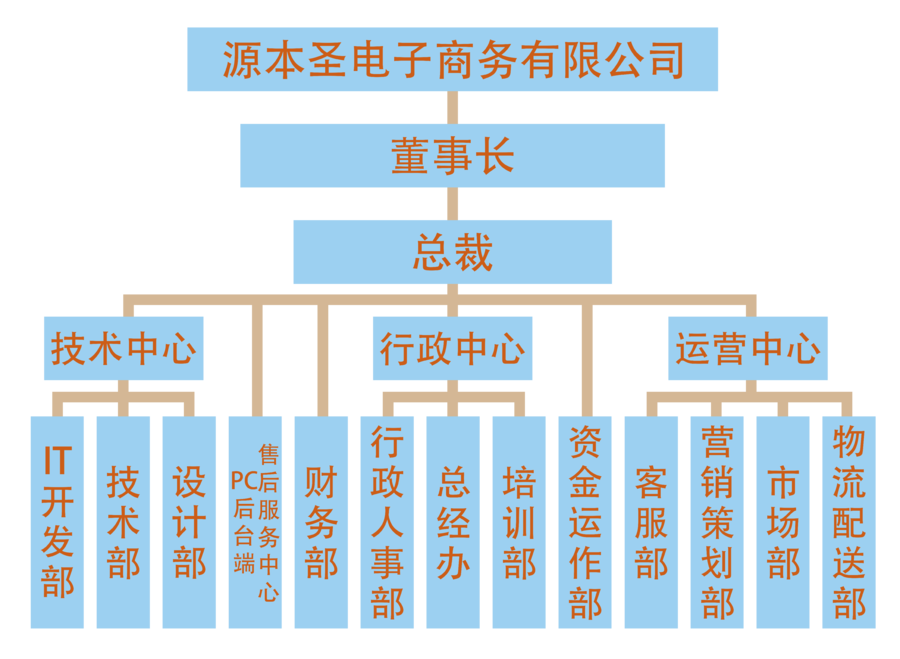 源本圣电子商务有限公司
董事长
总裁
技术中心
行政中心
运营中心
IT开发部
技术部
设计部
PC后台端
售后服务中心
财务部
行政人事部
总经办
培训部
资金运作部
客服部
营销策划部
市场部
物流配送部